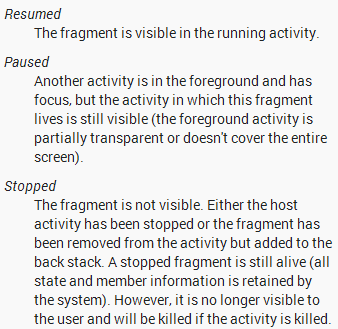 Resumed
The fragment is visible in the running activity.
Paused
Another activity is in the foreground and has
focus, but the activity in which this fragment
lives is still visible (the foreground activity is
partially transparent or doesn't cover the entire
screen).
Stopped
The fragment is not visible. Either the host
activity has been stopped or the fragment has
been removed from the activity but added to the
back stack. A stopped fragment is still alive (all
state and member information is retained by
the system). However, it is no longer visible to
the user and will be killed if the activity is killed.